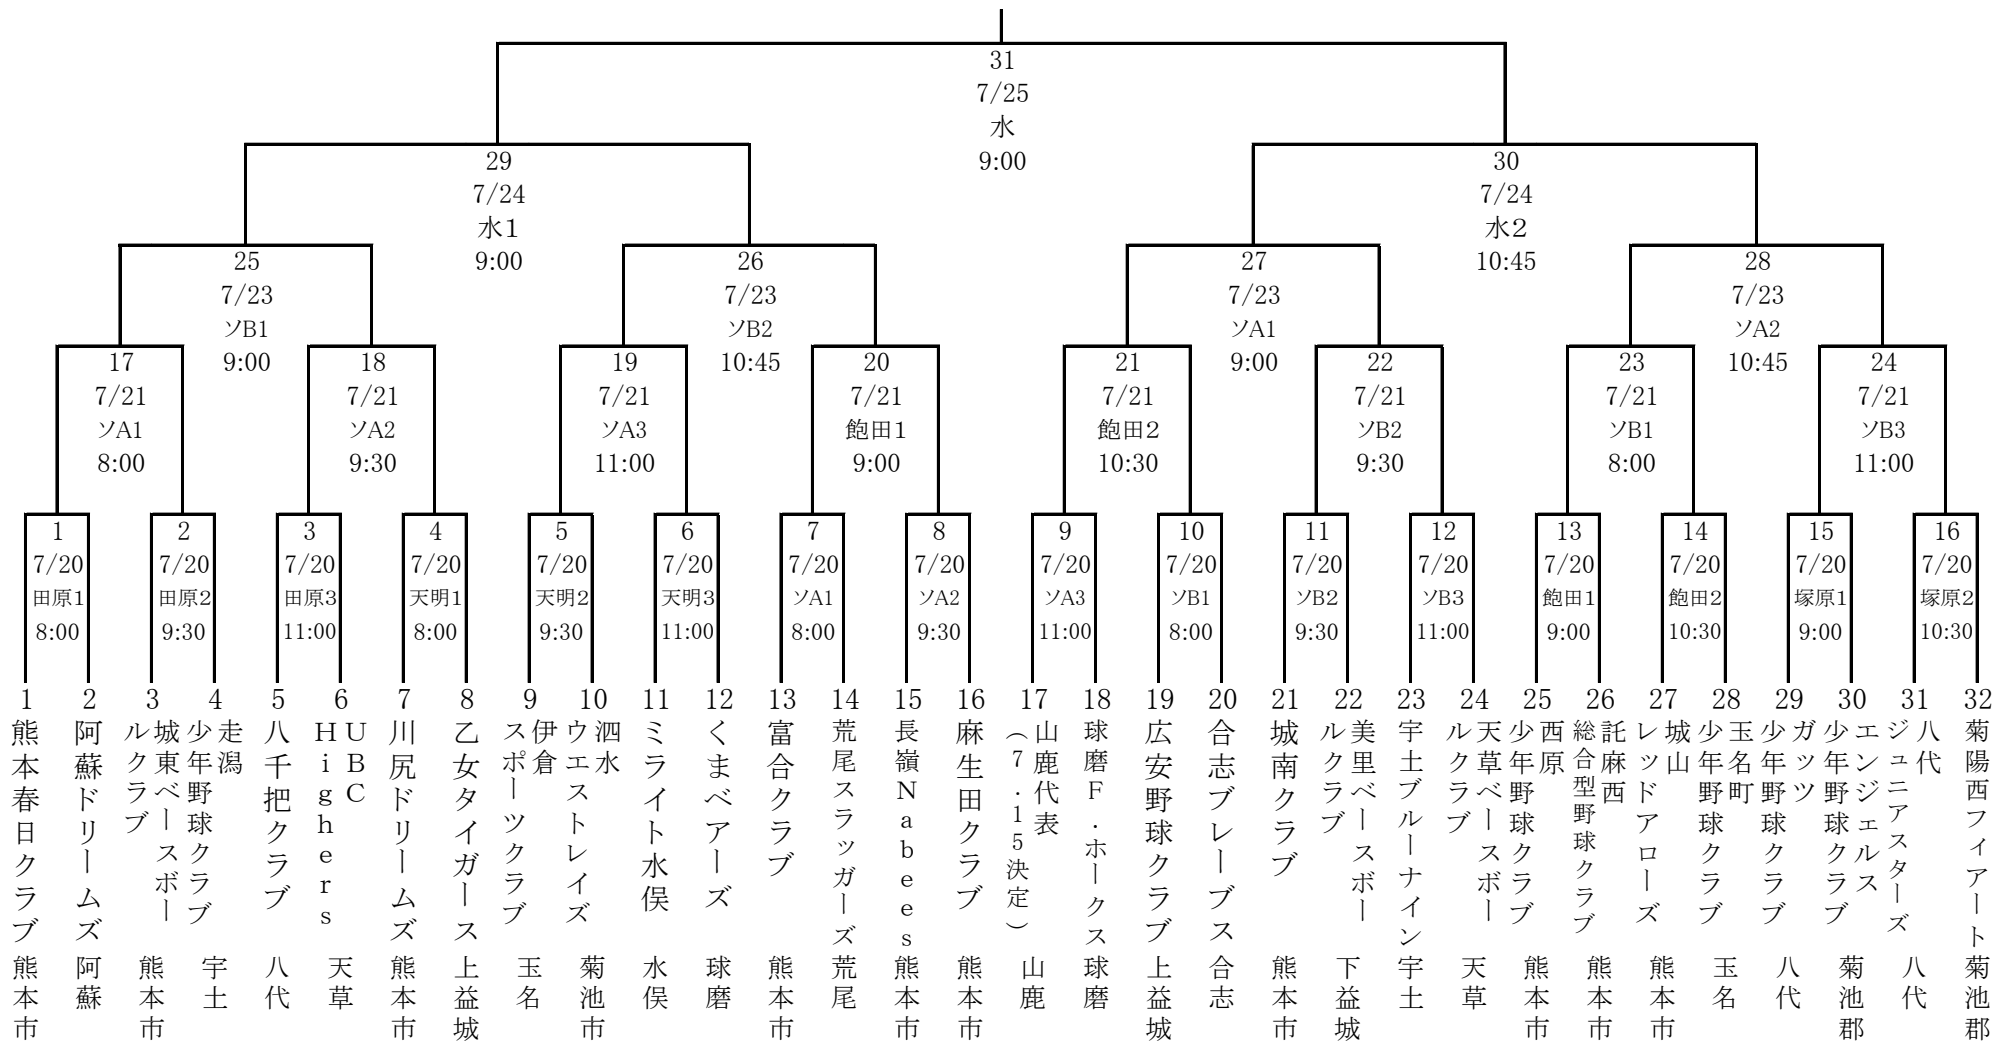 31
7/25
水
9:00
29
7/24
水1
9:00
30
7/24
水2
10:45
25
7/23
ソB1
9:00
26
7/23
ソB2
10:45
27
7/23
ソA1
9:00
28
7/23
ソA2
10:45
17
7/21
ソA1
8:00
18
7/21
ソA2
9:30
19
7/21
ソA3
11:00
20
7/21
飽田1
9:00
21
7/21
飽田2
10:30
22
7/21
ソB2
9:30
23
7/21
ソB1
8:00
24
7/21
ソB3
11:00
1
7/20
田原1
8:00
2
7/20
田原2
9:30
3
7/20
田原3
11:00
4
7/20
天明1
8:00
5
7/20
天明2
9:30
6
7/20
天明3
11:00
7
7/20
ソA1
8:00
8
7/20
ソA2
9:30
9
7/20
ソA3
11:00
10
7/20
ソB1
8:00
11
7/20
ソB2
9:30
12
7/20
ソB3
11:00
13
7/20
飽田1
9:00
14
7/20
飽田2
10:30
15
7/20
塚原1
9:00
16
7/20
塚原2
10:30
1
熊本春日クラブ
熊本市
2
阿蘇ドリームズ
阿蘇
3
城東ベースボー
ルクラブ
熊本市
4
走潟
少年野球クラブ
宇土
5
八千把クラブ
八代
6
UBC
Highers
天草
7
川尻ドリームズ
熊本市
8
乙女タイガース
上益城
9
伊倉
スポーツクラブ
玉名
10
泗水
ウエストレイズ
菊池市
11
ミライト水俣
水俣
12
くまベアーズ
球磨
13
富合クラブ
熊本市
14
荒尾スラッガーズ
荒尾
15
長嶺Nabees
熊本市
16
麻生田クラブ
熊本市
17
山鹿代表
（7.15決定）
山鹿
18
球磨F.ホークス
球磨
19
広安野球クラブ
上益城
20
合志ブレーブス
合志
21
城南クラブ
熊本市
22
美里ベースボー
ルクラブ
下益城
23
宇土ブルーナイン
宇土
24
天草ベースボー
ルクラブ
天草
25
西原
少年野球クラブ
熊本市
26
託麻西
総合型野球クラブ
熊本市
27
城山
レッドアローズ
熊本市
28
玉名町
少年野球クラブ
玉名
29
ガッツ
少年野球クラブ
八代
30
エンジェルス
少年野球クラブ
菊池郡
31
八代
ジュニアスターズ
八代
32
菊陽西フィアート
菊池郡